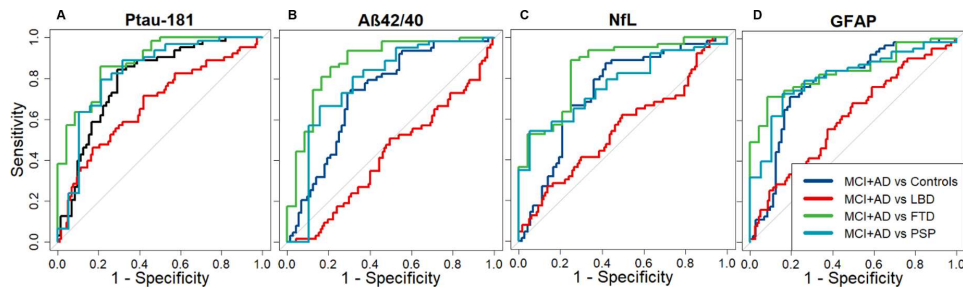 A
Ptau-181
B
Aß42/40
C
NfL
D
GFAP
Sensitivity
1.0
0.8
0.6
0.4
0.2
0.0
0.0 0.2 0.4 0.6 0.8 1.0
0.0 0.2 0.4 0.6 0.8 1.0
0.0 0.2 0.4 0.6 0.8 1.0
0.0 0.2 0.4 0.6 0.8 1.0
1 - Specificity
1 - Specificity
1 - Specificity
1 - Specificity
MCI+AD vs Controls
MCI+AD vs LBD
MCI+AD vs FTD
MCI+AD vs PSP